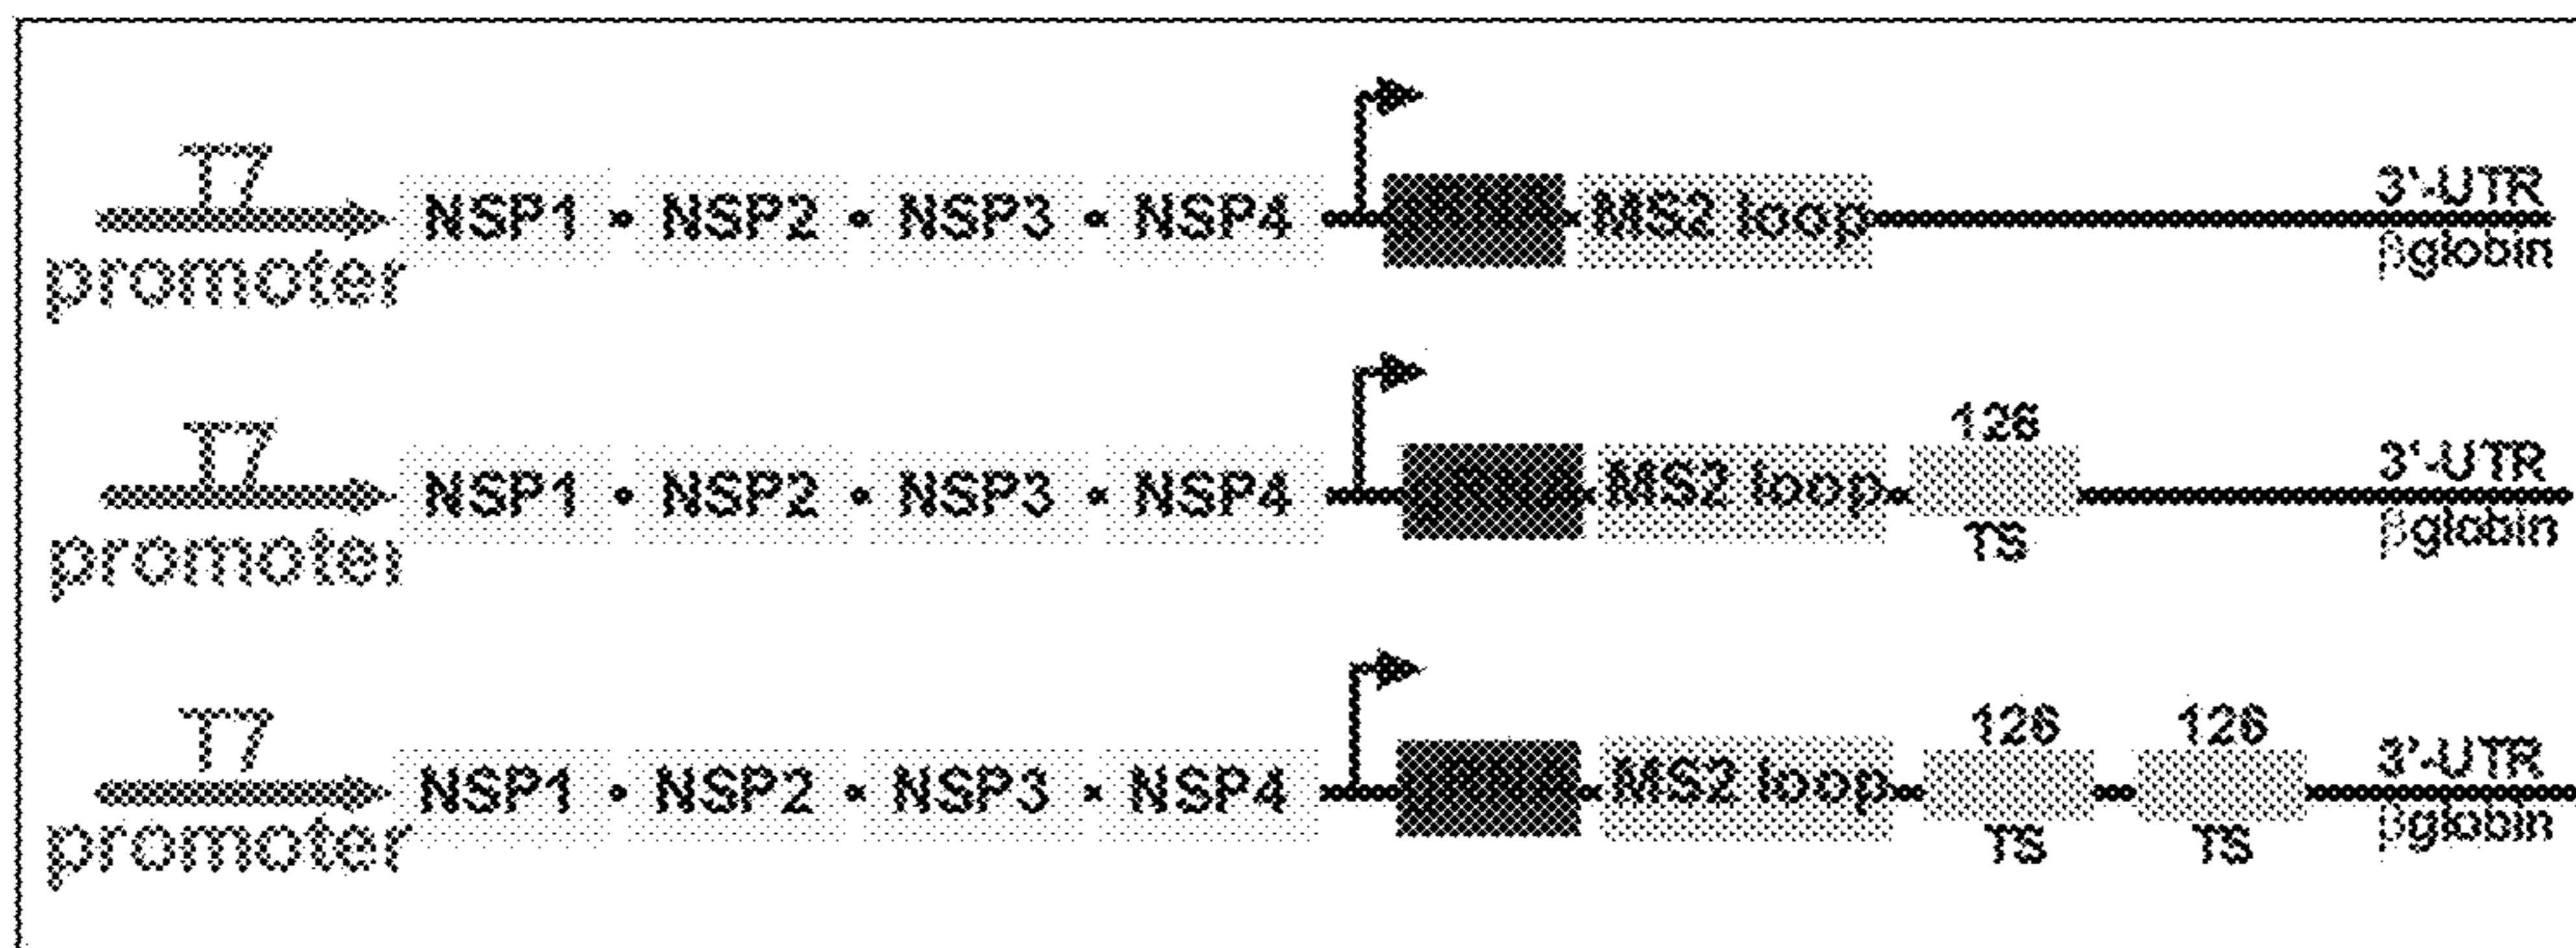 T7
promoter
NSP1 • NSP2 • NSP3 • NSP4
MS2 loop
3'-UTR
βglobin
T7
promoter
NSP1 • NSP2 • NSP3 • NSP4
MS2 loop
126
TS
3'-UTR
βglobin
T7
promoter
NSP1 • NSP2 • NSP3 • NSP4
MS2 loop
126
TS
126
TS
3'-UTR
βglobin